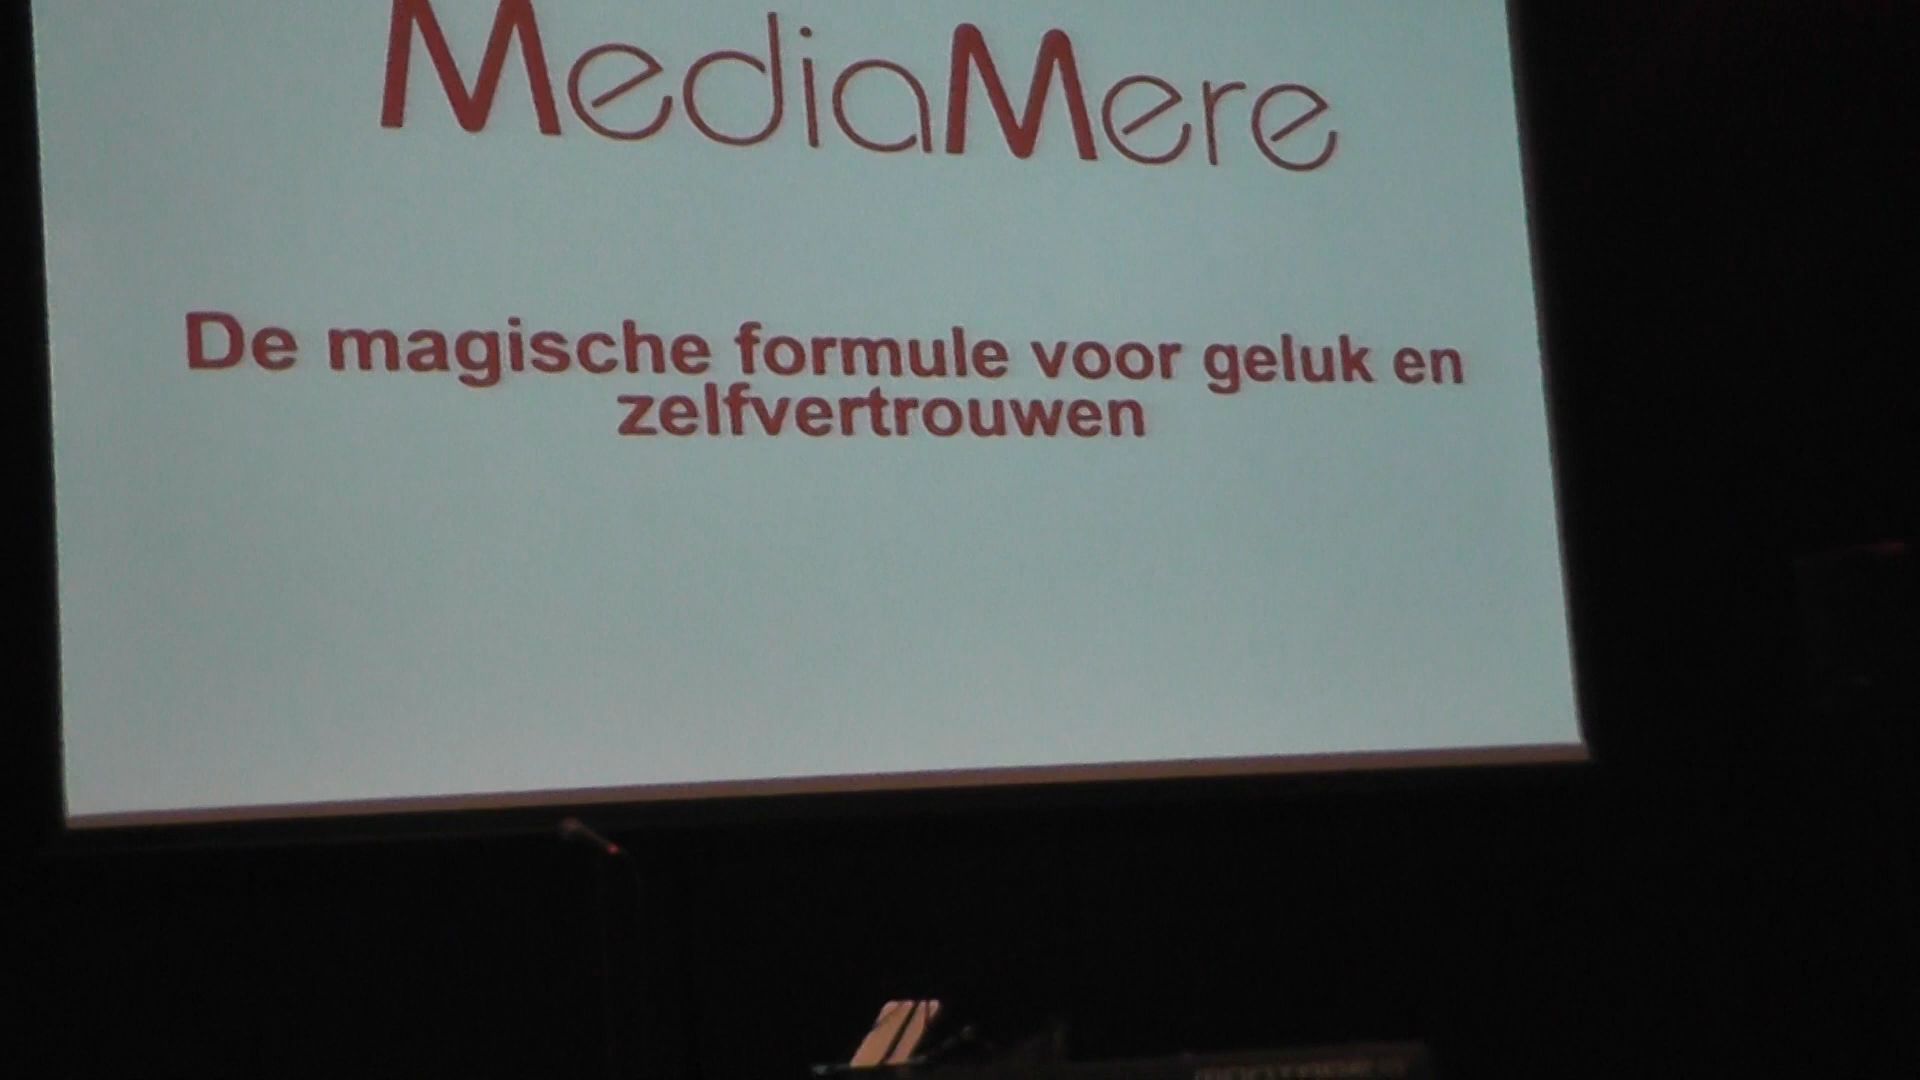 MediaMere
De magische formule voor geluk en
zelfvertrouwen